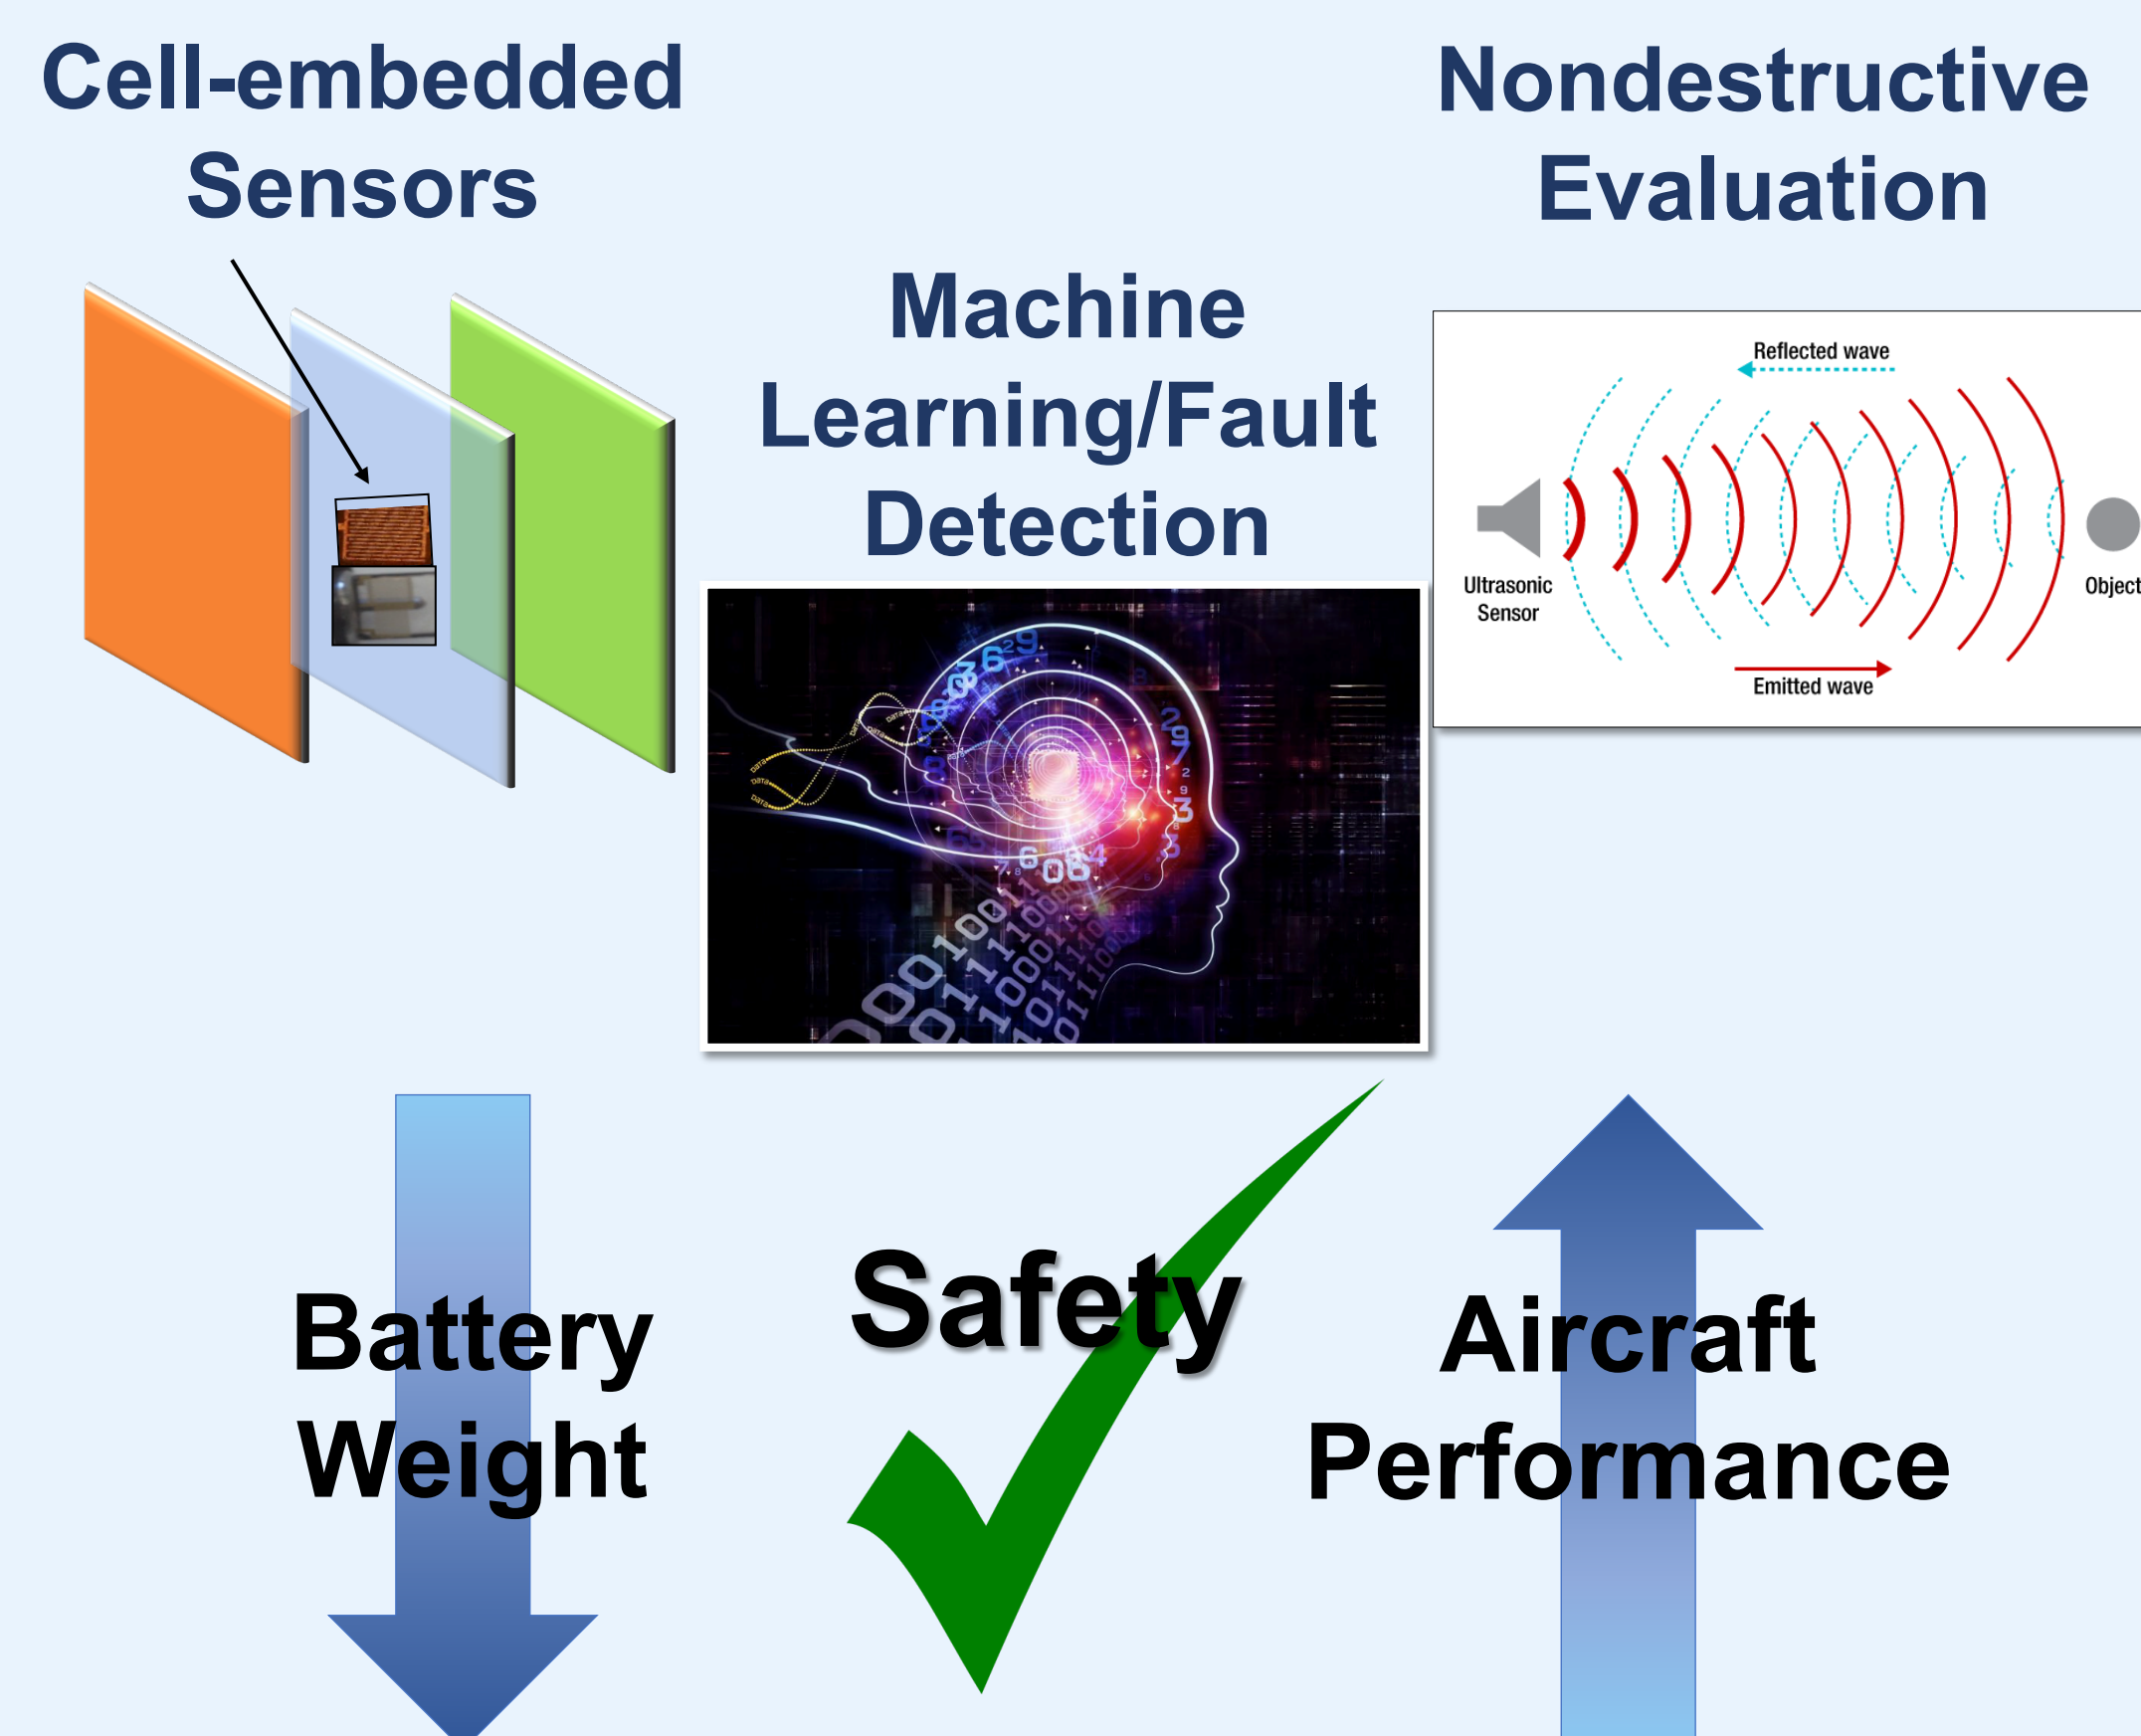 Cell-embedded
Sensors
Nondestructive
Evaluation
Machine
Learning/Fault
Detection
Reflected wave
Ultrasonic
Sensor
Object
Emitted wave
Battery
Weight
Safety
Aircraft
Performance